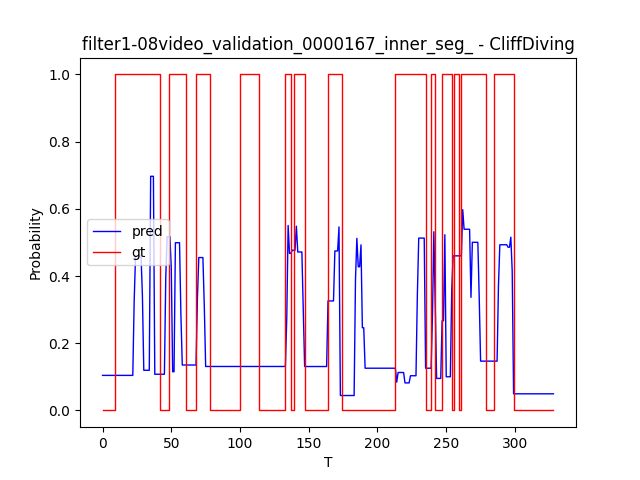 filter1-08video_validation_0000167_inner_seg_ - CliffDiving
1.0
0.8
0.6
0.4
0.2
0.0
Probability
pred
gt
0 50 100 150 200 250 300
T